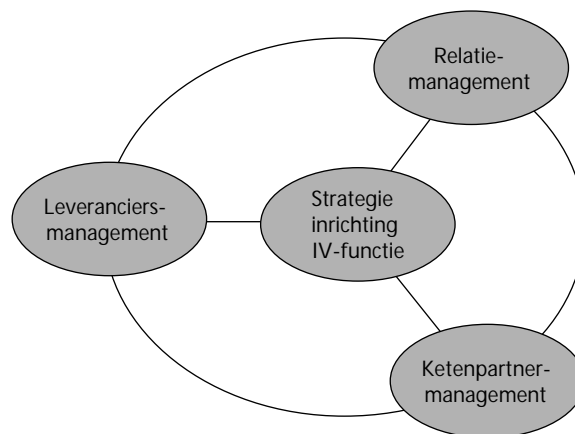 Relatie-
management
Leveranciers-
management
Strategie
inrichting
IV-functie
Ketenpartner-
management